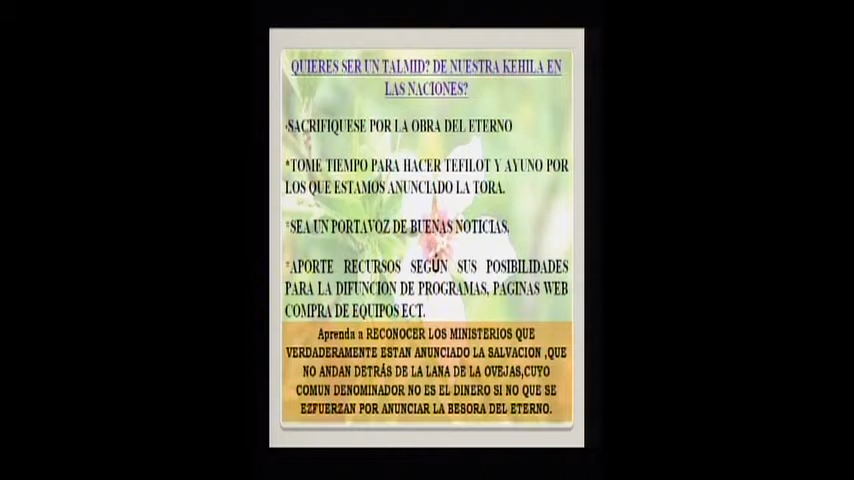 QUIERES SER UN TALMID? DE NUESTRA KEHILA EN
LAS NACIONES?
*SACRIFIQUESE POR LA OBRA DEL ETERNO
*TOME TIEMPO PARA HACER TEFILOT Y AYUNO POR
LOS QUE ESTAMOS ANUNCIADO LA TORA.
*SEA UN PORTAVOZ DE BUENAS NOTICIAS.
*APORTE RECURSOS SEGÚN SUS POSIBILIDADES
PARA LA DIFUNCION DE PROGRAMAS, PAGINAS WEB
COMPRA DE EQUIPOS ECT.
Aprenda a RECONOCER LOS MINISTERIOS QUE
VERDADERAMENTE ESTAN ANUNCIADO LA SALVACION ,QUE
NO ANDAN DETRÁS DE LA LANA DE LA OVEJAS,CUYO
COMUN DENOMINADOR NO ES EL DINERO SI NO QUE SE
EZFUERZAN POR ANUNCIAR LA BESORA DEL ETERNO.